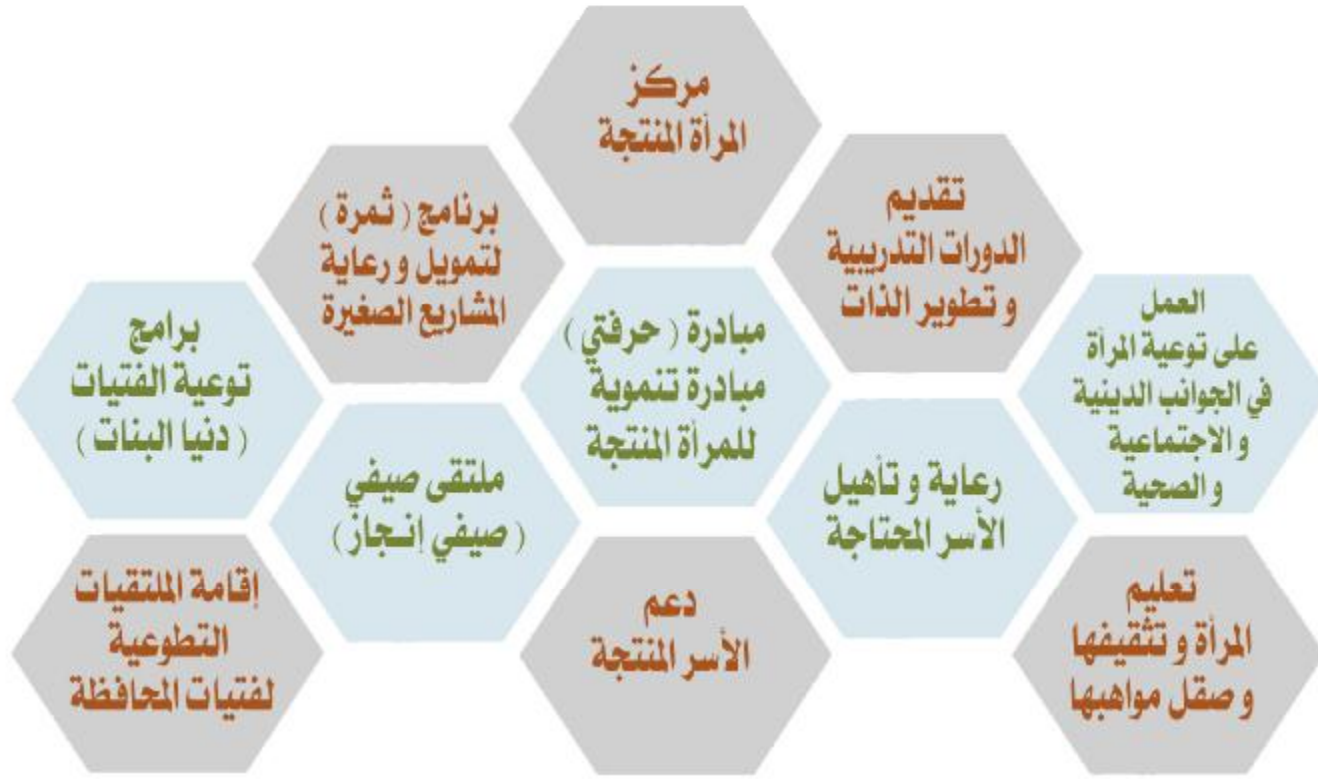 مركز
المرأة المنتجة
تقديم
الدورات التدريبية
و تطوير الذات
برنامج ( ثمرة )
لتمويل و رعاية
المشاريع الصغيرة
العمل
على توعية المرأة
في الجوانب الدينية
و الاجتماعية
و الصحية
مبادرة ( حرفتي )
مبادرة تنموية
للمرأة المنتجة
برامج
توعية الفتيات
( دنيا البنات )
رعاية و تأهيل
الأسر المحتاجة
ملتقى صيفي
( صيفي إنجاز )
تعليم
المرأة و تثقيفها
و صقل مواهبها
دعم
الأسر المنتجة
إقامة الملتقيات
التطوعية
لفتيات المحافظة